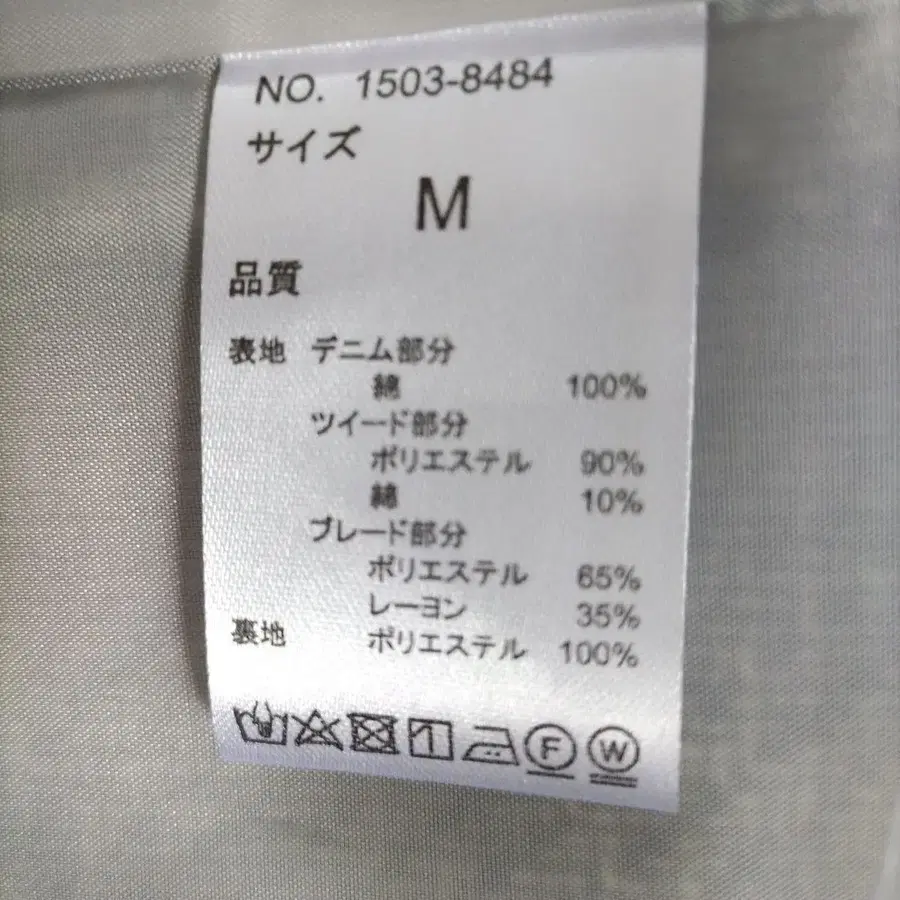 NO. 1503-8484
サイズ
M
品質
表地 デニム部分
綿 100%
ツイード部分
ポリエステル 90%
綿 10%
ブレード部分
ポリエステル 65%
レーヨン 35%
裏地 ポリエステル 100%
F W